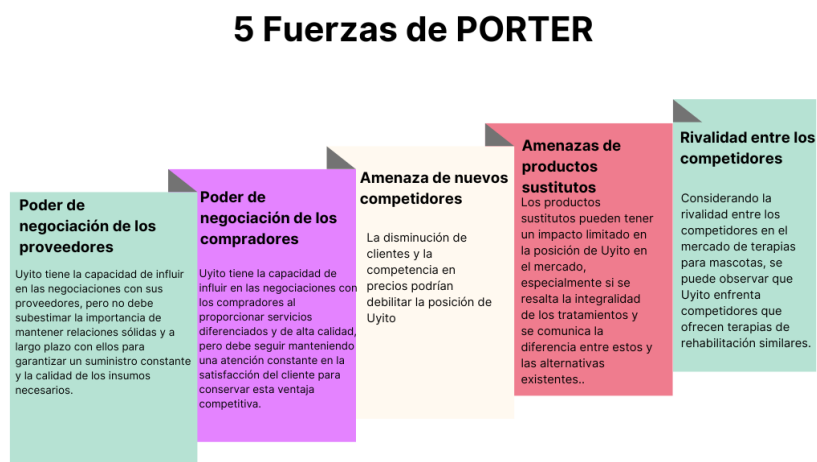 5 Fuerzas de PORTER
Poder de
negociación de los
proveedores
Uyito tiene la capacidad de influir
en las negociaciones con sus
proveedores, pero no debe
subestimar la importancia de
mantener relaciones sólidas y a
largo plazo con ellos para
garantizar un suministro constante
y la calidad de los insumos
necesarios.
Poder de
negociación de los
compradores
Uyito tiene la capacidad de
influir en las negociaciones con
los compradores al
proporcionar servicios
diferenciados y de alta calidad,
pero debe seguir manteniendo
una atención constante en la
satisfacción del cliente para
conservar esta ventaja
competitiva.
Amenaza de nuevos
competidores
La disminución de
clientes y la
competencia en
precios podrían
debilitar la posición de
Uyito
Amenazas de
productos
sustitutos
Los productos
sustitutos pueden tener
un impacto limitado en
la posición de Uyito en
el mercado,
especialmente si se
resalta la integralidad
de los tratamientos y
se comunica la
diferencia entre estos y
las alternativas
existentes..
Rivalidad entre los
competidores
Considerando la
rivalidad entre los
competidores en el
mercado de terapias
para mascotas, se
puede observar que
Uyito enfrenta
competidores que
ofrecen terapias de
rehabilitación similares.